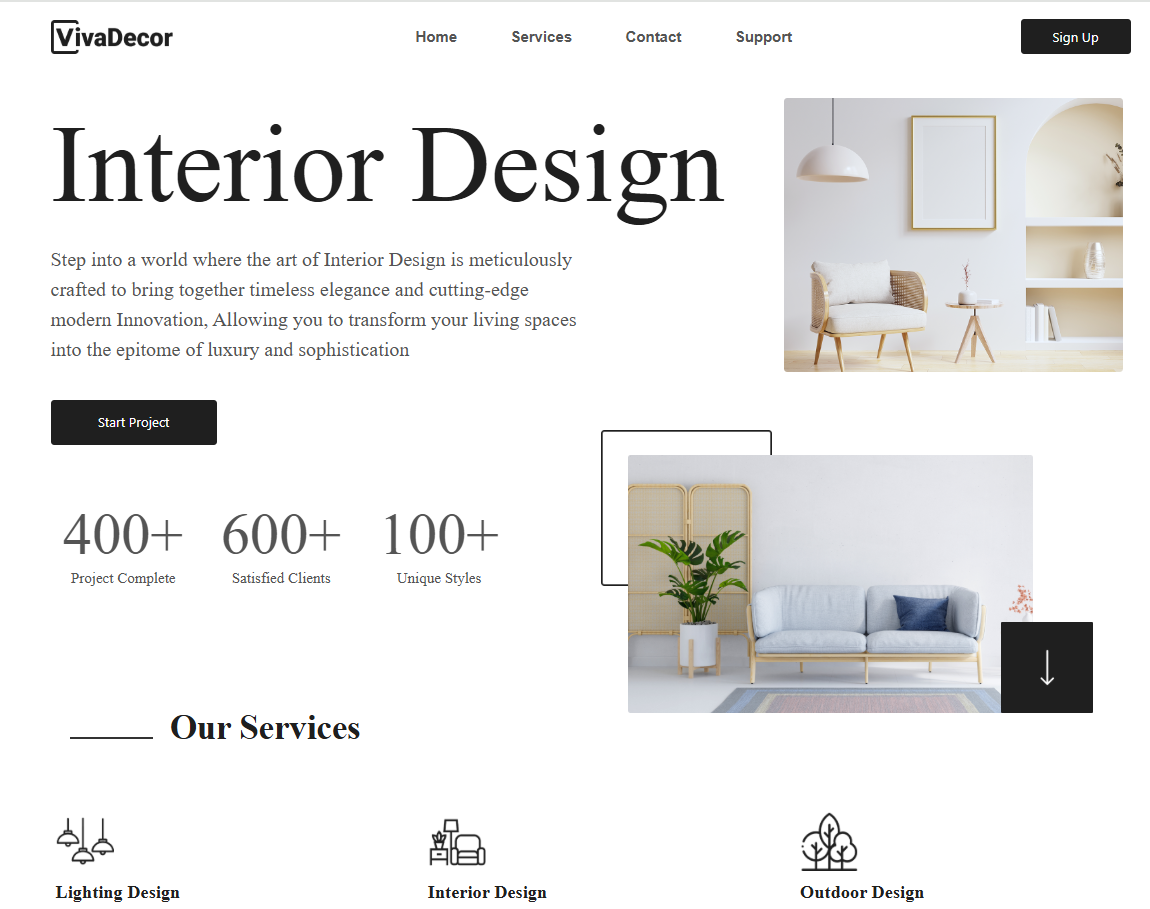 VivaDecor
Home
Services
Contact
Support
Sign Up
Interior Design
Step into a world where the art of Interior Design is meticulously
crafted to bring together timeless elegance and cutting-edge
modern Innovation, Allowing you to transform your living spaces
into the epitome of luxury and sophistication
Start Project
400+
Project Complete
600+
Satisfied Clients
100+
Unique Styles
Our Services
Lighting Design
Interior Design
Outdoor Design